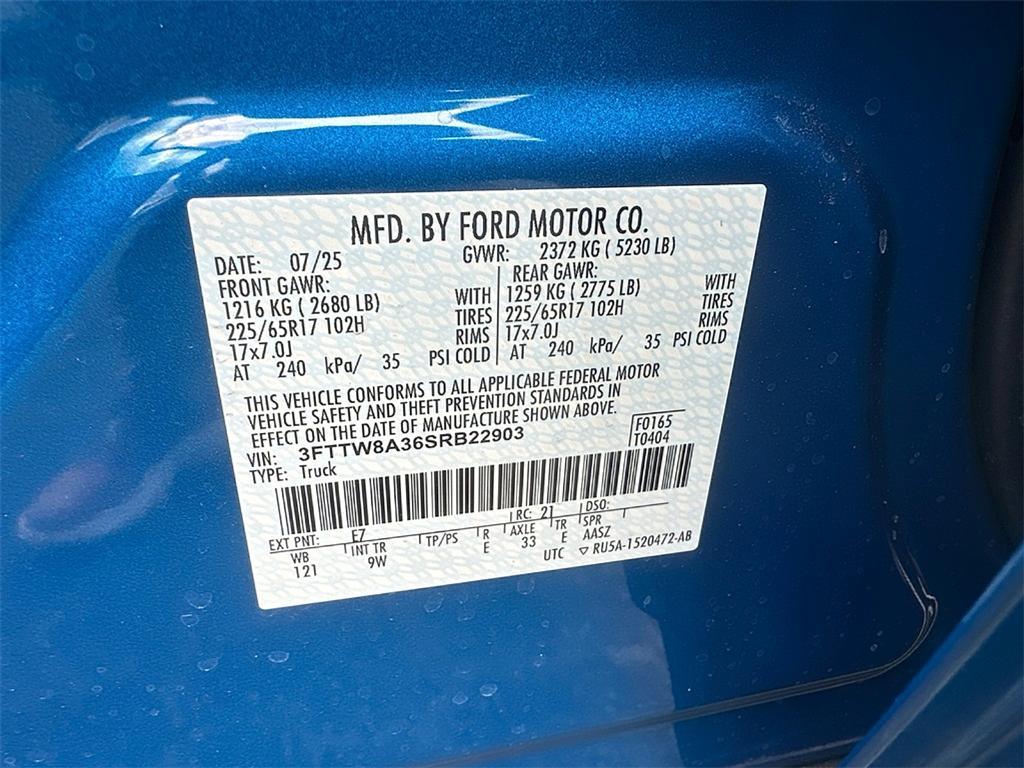 MFD. BY FORD MOTOR CO.
DATE: 07/25 GVWR: 2372 KG ( 5230 LB)
FRONT GAWR: REAR GAWR:
1216 KG ( 2680 LB) WITH 1259 KG ( 2775 LB) WITH
225/65R17 102H TIRES 225/65R17 102H TIRES
17x7.0J RIMS 17x7.0J RIMS
AT 240 kPa/ 35 PSI COLD AT 240 kPa/ 35 PSI COLD
THIS VEHICLE CONFORMS TO ALL APPLICABLE FEDERAL MOTOR
VEHICLE SAFETY AND THEFT PREVENTION STANDARDS IN
EFFECT ON THE DATE OF MANUFACTURE SHOWN ABOVE.
VIN: 3FTTW8A36SRB22903 F0165
TYPE: Truck T0404
EXT PNT: E7 RC: 21 DSO:
WB INT TR TP/PS R AXLE TR SPR
121 9W E 33 E AASZ
UTC ▽ RU5A-1520472-AB